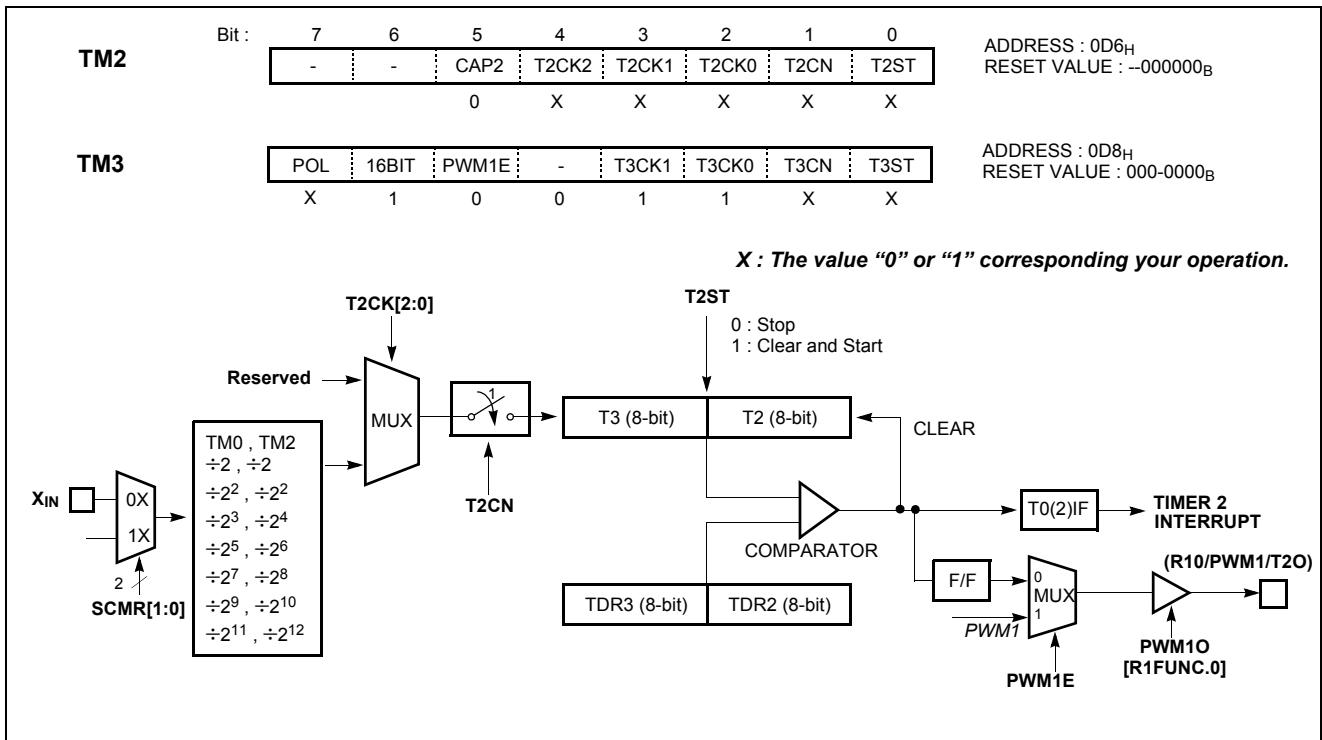 Bit : 7 6 5 4 3 2 1 0
TM2
- - CAP2 T2CK2 T2CK1 T2CK0 T2CN T2ST
0 X X X X X
ADDRESS : 0D6H
RESET VALUE : --000000B
TM3
POL 16BIT PWM1E - T3CK1 T3CK0 T3CN T3ST
X 1 0 0 1 1 X X
ADDRESS : 0D8H
RESET VALUE : 000-0000B
X : The value “0” or “1” corresponding your operation.
T2CK[2:0]
T2ST
0 : Stop
1 : Clear and Start
Reserved
MUX
1
T2CN
T3 (8-bit) T2 (8-bit)
CLEAR
XIN
0X
1X
2
SCMR[1:0]
TM0 , TM2
÷2 , ÷2
÷2² , ÷2²
÷2³ , ÷2⁴
÷2⁵ , ÷2⁶
÷2⁷ , ÷2⁸
÷2⁹ , ÷2¹⁰
÷2¹¹ , ÷2¹²
COMPARATOR
TDR3 (8-bit) TDR2 (8-bit)
T0(2)IF
TIMER 2
INTERRUPT
F/F
0
MUX
1
PWM1
PWM1E
(R10/PWM1/T2O)
PWM1O
[R1FUNC.0]